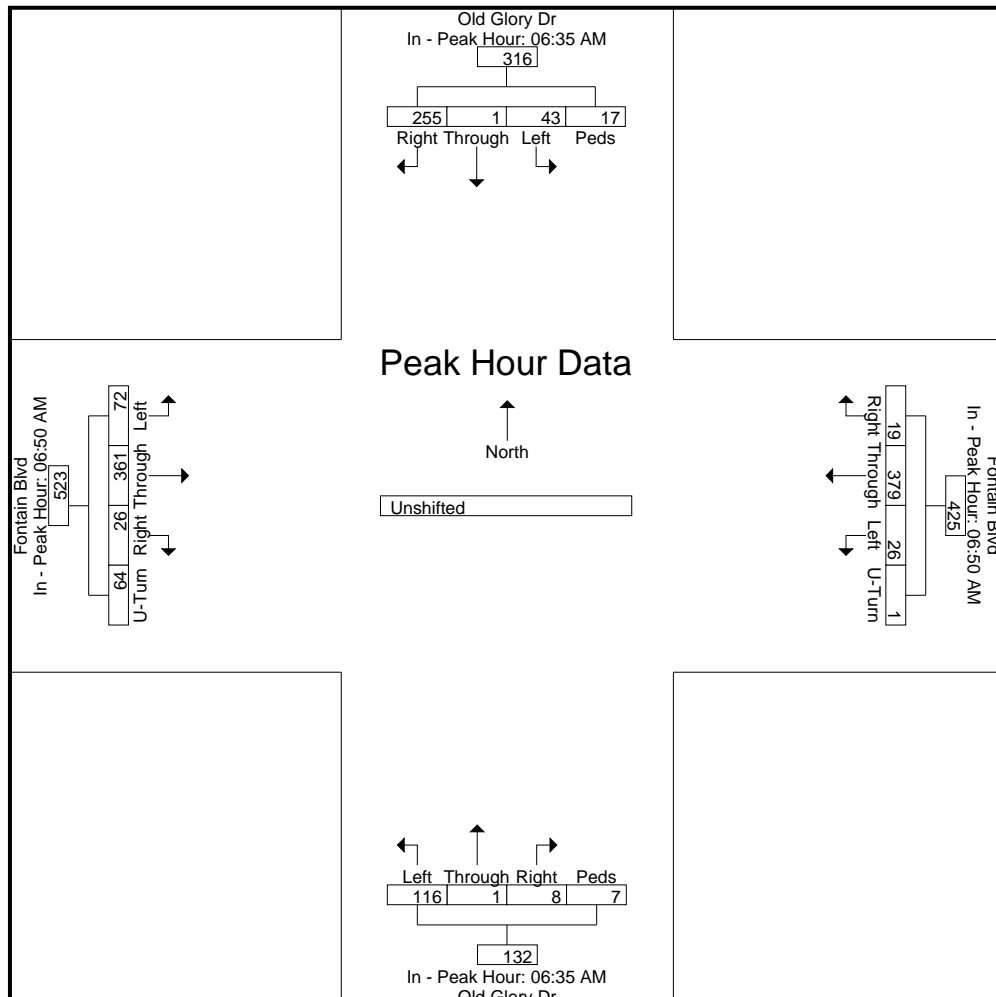 Old Glory Dr
In - Peak Hour: 06:35 AM
316
255 1 43 17
Right Through Left Peds
Peak Hour Data
North
Unshifted
Fontain Blvd
In - Peak Hour: 06:50 AM
523
72 361 26 64
Left Through Right U-Turn
Fontain Blvd
In - Peak Hour: 06:50 AM
425
19 379 26 1
Right Through Left U-Turn
Left Through Right Peds
116 1 8 7
132
In - Peak Hour: 06:35 AM
Old Glory Dr